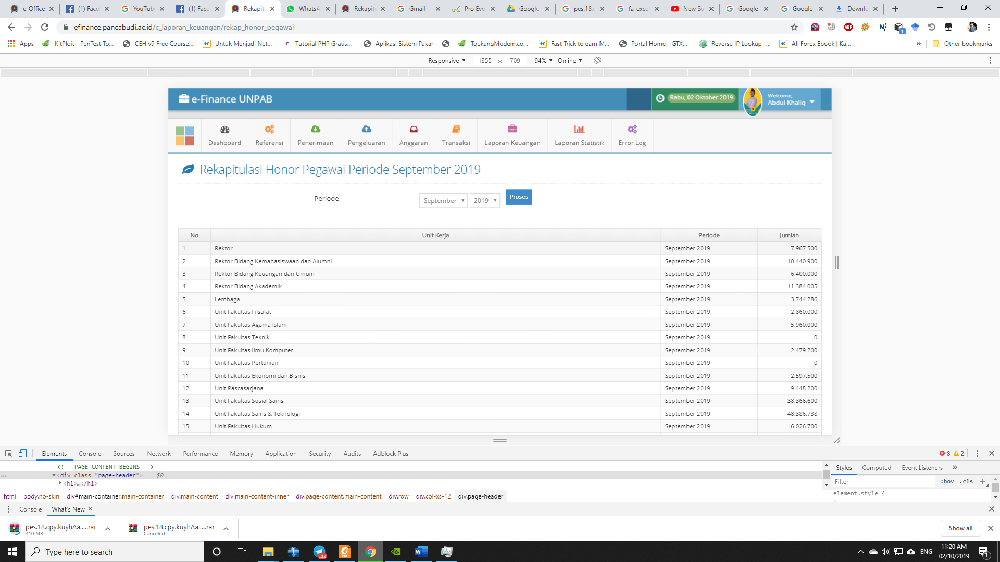 e-Office
(1) Face
YouTub
(1) Face
Rekapit
WhatsA
Rekapit
Gmail
Pro Evo
Google
pes.18.c
fa-excel
New Su
Google
Google
Downlo
efinance.pancabudi.ac.id/c_laporan_keuangan/rekap_honor_pegawai
Apps
KitPloit - PenTest To...
CEH v9 Free Course...
Untuk Menjadi Net...
Tutorial PHP Gratis...
Aplikasi Sistem Pakar
ToekangModem.co...
Fast Trick to earn M...
Portal Home - GTX...
Reverse IP Lookup -...
All Forex Ebook | Ka...
»
Other bookmarks
Responsive ▼ 1355 × 709 94% ▼ Online ▼
e-Finance UNPAB
Rabu, 02 Oktober 2019
Welcome,
Abdul Khaliq
Dashboard
Referensi
Penerimaan
Pengeluaran
Anggaran
Transaksi
Laporan Keuangan
Laporan Statistik
Error Log
Rekapitulasi Honor Pegawai Periode September 2019
Periode September 2019 Proses
No Unit Kerja Periode Jumlah
1 Rektor September 2019 7.967.500
2 Rektor Bidang Kemahasiswaan dan Alumni September 2019 10.440.900
3 Rektor Bidang Keuangan dan Umum September 2019 6.400.000
4 Rektor Bidang Akademik September 2019 11.384.005
5 Lembaga September 2019 3.744.286
6 Unit Fakultas Filsafat September 2019 2.860.000
7 Unit Fakultas Agama Islam September 2019 5.960.000
8 Unit Fakultas Teknik September 2019 0
9 Unit Fakultas Ilmu Komputer September 2019 2.479.200
10 Unit Fakultas Pertanian September 2019 0
11 Unit Fakultas Ekonomi dan Bisnis September 2019 2.597.500
12 Unit Pascasarjana September 2019 9.448.200
13 Unit Fakultas Sosial Sains September 2019 38.366.600
14 Unit Fakultas Sains & Teknologi September 2019 48.386.738
15 Unit Fakultas Hukum September 2019 6.026.700
Elements Console Sources Network Performance Memory Application Security Audits Adblock Plus 8 2
<!-- PAGE CONTENT BEGINS -->
... ▼<div class="page-header"> == $0
▶<h1>…</h1>
Styles Computed Event Listeners »
Filter :hov .cls +
element.style {
html body.no-skin div#main-container.main-container div.main-content div.main-content-inner div.page-content.main-content div.row div.col-xs-12 div.page-header
Console What's New
pes.18.cpy.kuyhAa.....rar
310 MB
pes.18.cpy.kuyhAa.....rar
Canceled
Show all
Type here to search
.02
ENG
11:20 AM
02/10/2019
1